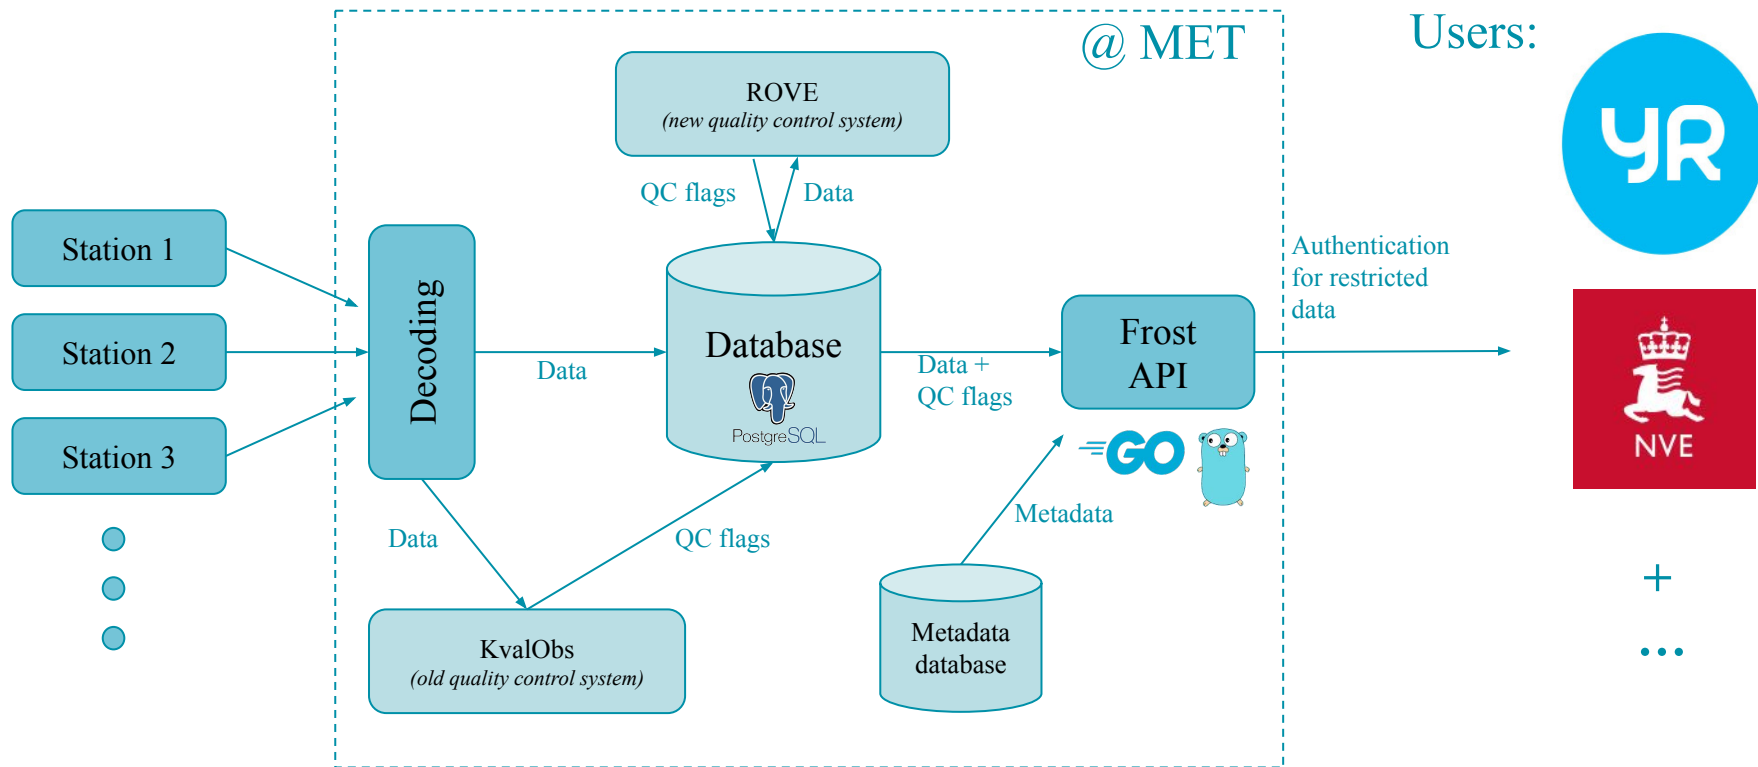 @ MET
Users:
ROVE
(new quality control system)
YR
QC flags
Data
Station 1
Station 2
Station 3
Decoding
Data
Database
PostgreSQL
Data +
QC flags
Frost
API
Authentication
for restricted
data
NVE
GO
Data
QC flags
Metadata
KvalObs
(old quality control system)
Metadata
database
+
...